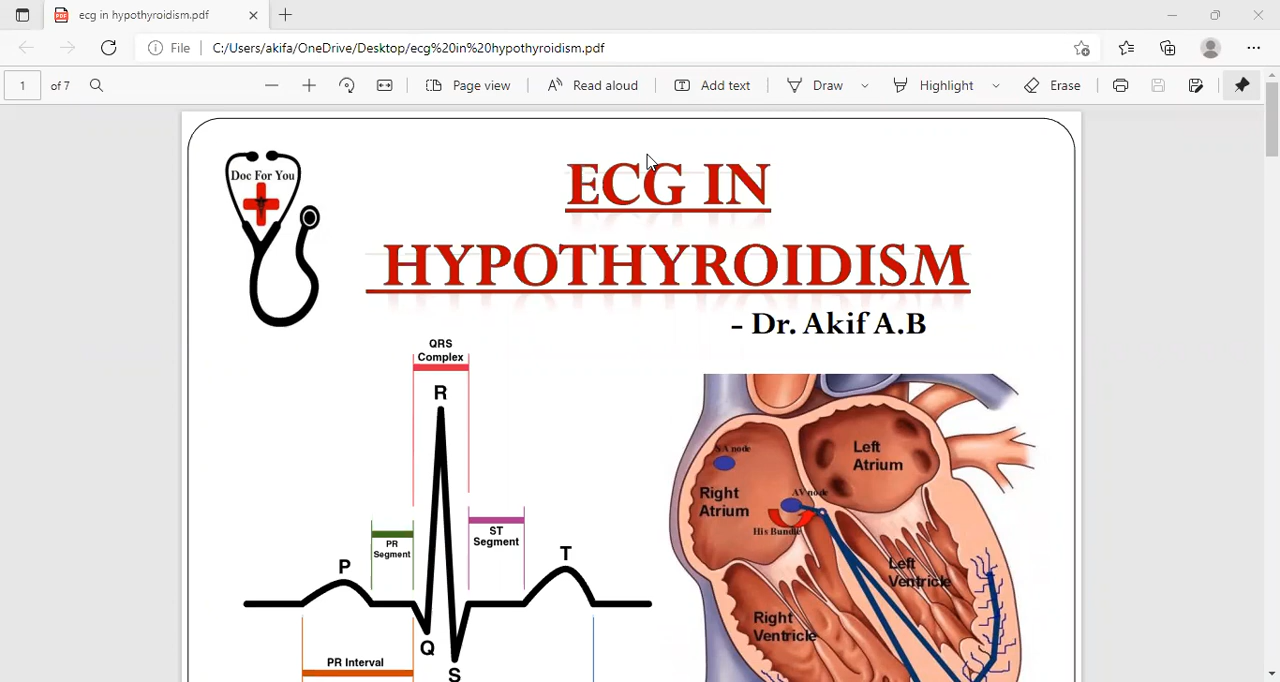 ecg in hypothyroidism.pdf
File
C:/Users/akifa/OneDrive/Desktop/ecg%20in%20hypothyroidism.pdf
1 of 7
Page view
Read aloud
Add text
Draw
Highlight
Erase
Doc For You
ECG IN
HYPOTHYROIDISM
- Dr. Akif A.B
QRS
Complex
R
PR
Segment
ST
Segment
P
T
Q
S
PR Interval
SA node
Left
Atrium
Right
Atrium
AV node
His Bundle
Left
Ventricle
Right
Ventricle